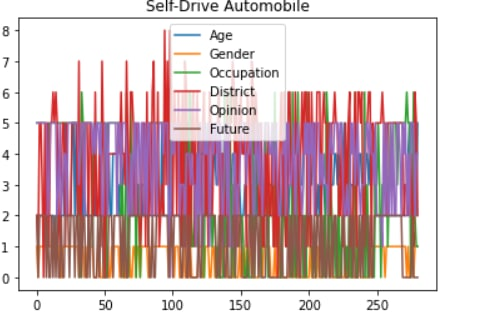 Self-Drive Automobile
8
7
6
5
4
3
2
1
0
Age
Gender
Occupation
District
Opinion
Future
0 50 100 150 200 250